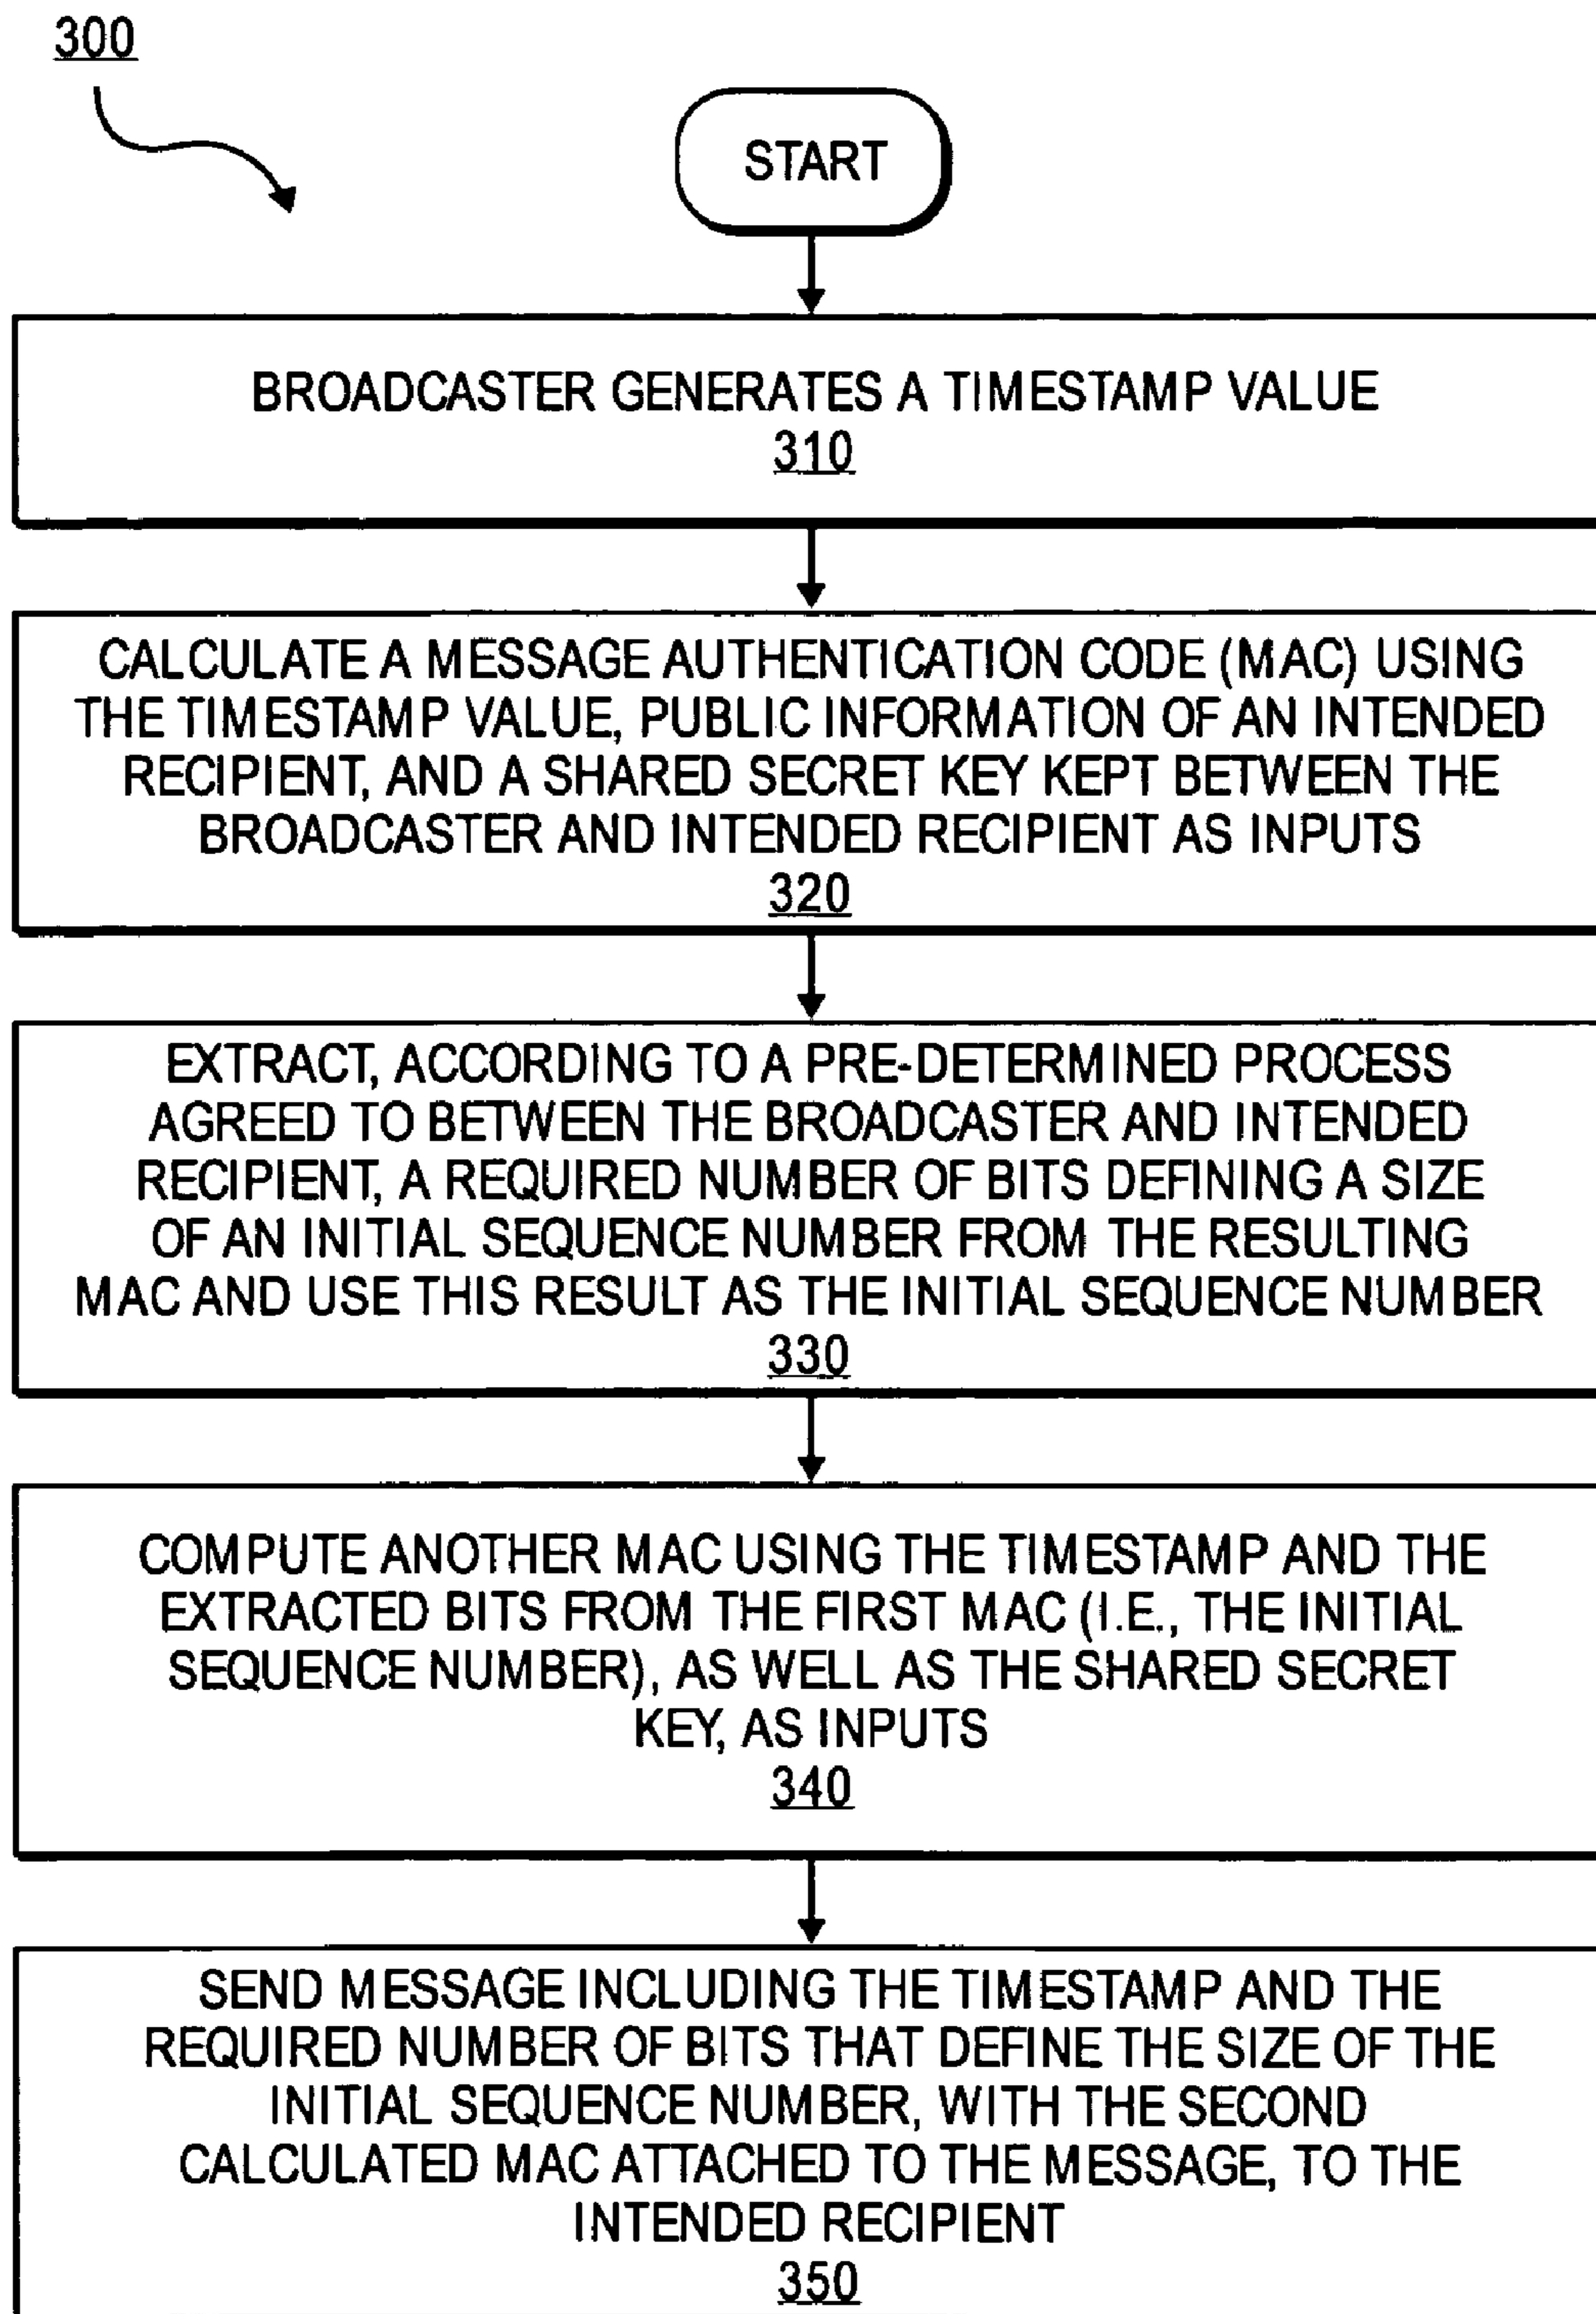 300
START
BROADCASTER GENERATES A TIMESTAMP VALUE
310
CALCULATE A MESSAGE AUTHENTICATION CODE (MAC) USING
THE TIMESTAMP VALUE, PUBLIC INFORMATION OF AN INTENDED
RECIPIENT, AND A SHARED SECRET KEY KEPT BETWEEN THE
BROADCASTER AND INTENDED RECIPIENT AS INPUTS
320
EXTRACT, ACCORDING TO A PRE-DETERMINED PROCESS
AGREED TO BETWEEN THE BROADCASTER AND INTENDED
RECIPIENT, A REQUIRED NUMBER OF BITS DEFINING A SIZE
OF AN INITIAL SEQUENCE NUMBER FROM THE RESULTING
MAC AND USE THIS RESULT AS THE INITIAL SEQUENCE NUMBER
330
COMPUTE ANOTHER MAC USING THE TIMESTAMP AND THE
EXTRACTED BITS FROM THE FIRST MAC (I.E., THE INITIAL
SEQUENCE NUMBER), AS WELL AS THE SHARED SECRET
KEY, AS INPUTS
340
SEND MESSAGE INCLUDING THE TIMESTAMP AND THE
REQUIRED NUMBER OF BITS THAT DEFINE THE SIZE OF THE
INITIAL SEQUENCE NUMBER, WITH THE SECOND
CALCULATED MAC ATTACHED TO THE MESSAGE, TO THE
INTENDED RECIPIENT
350